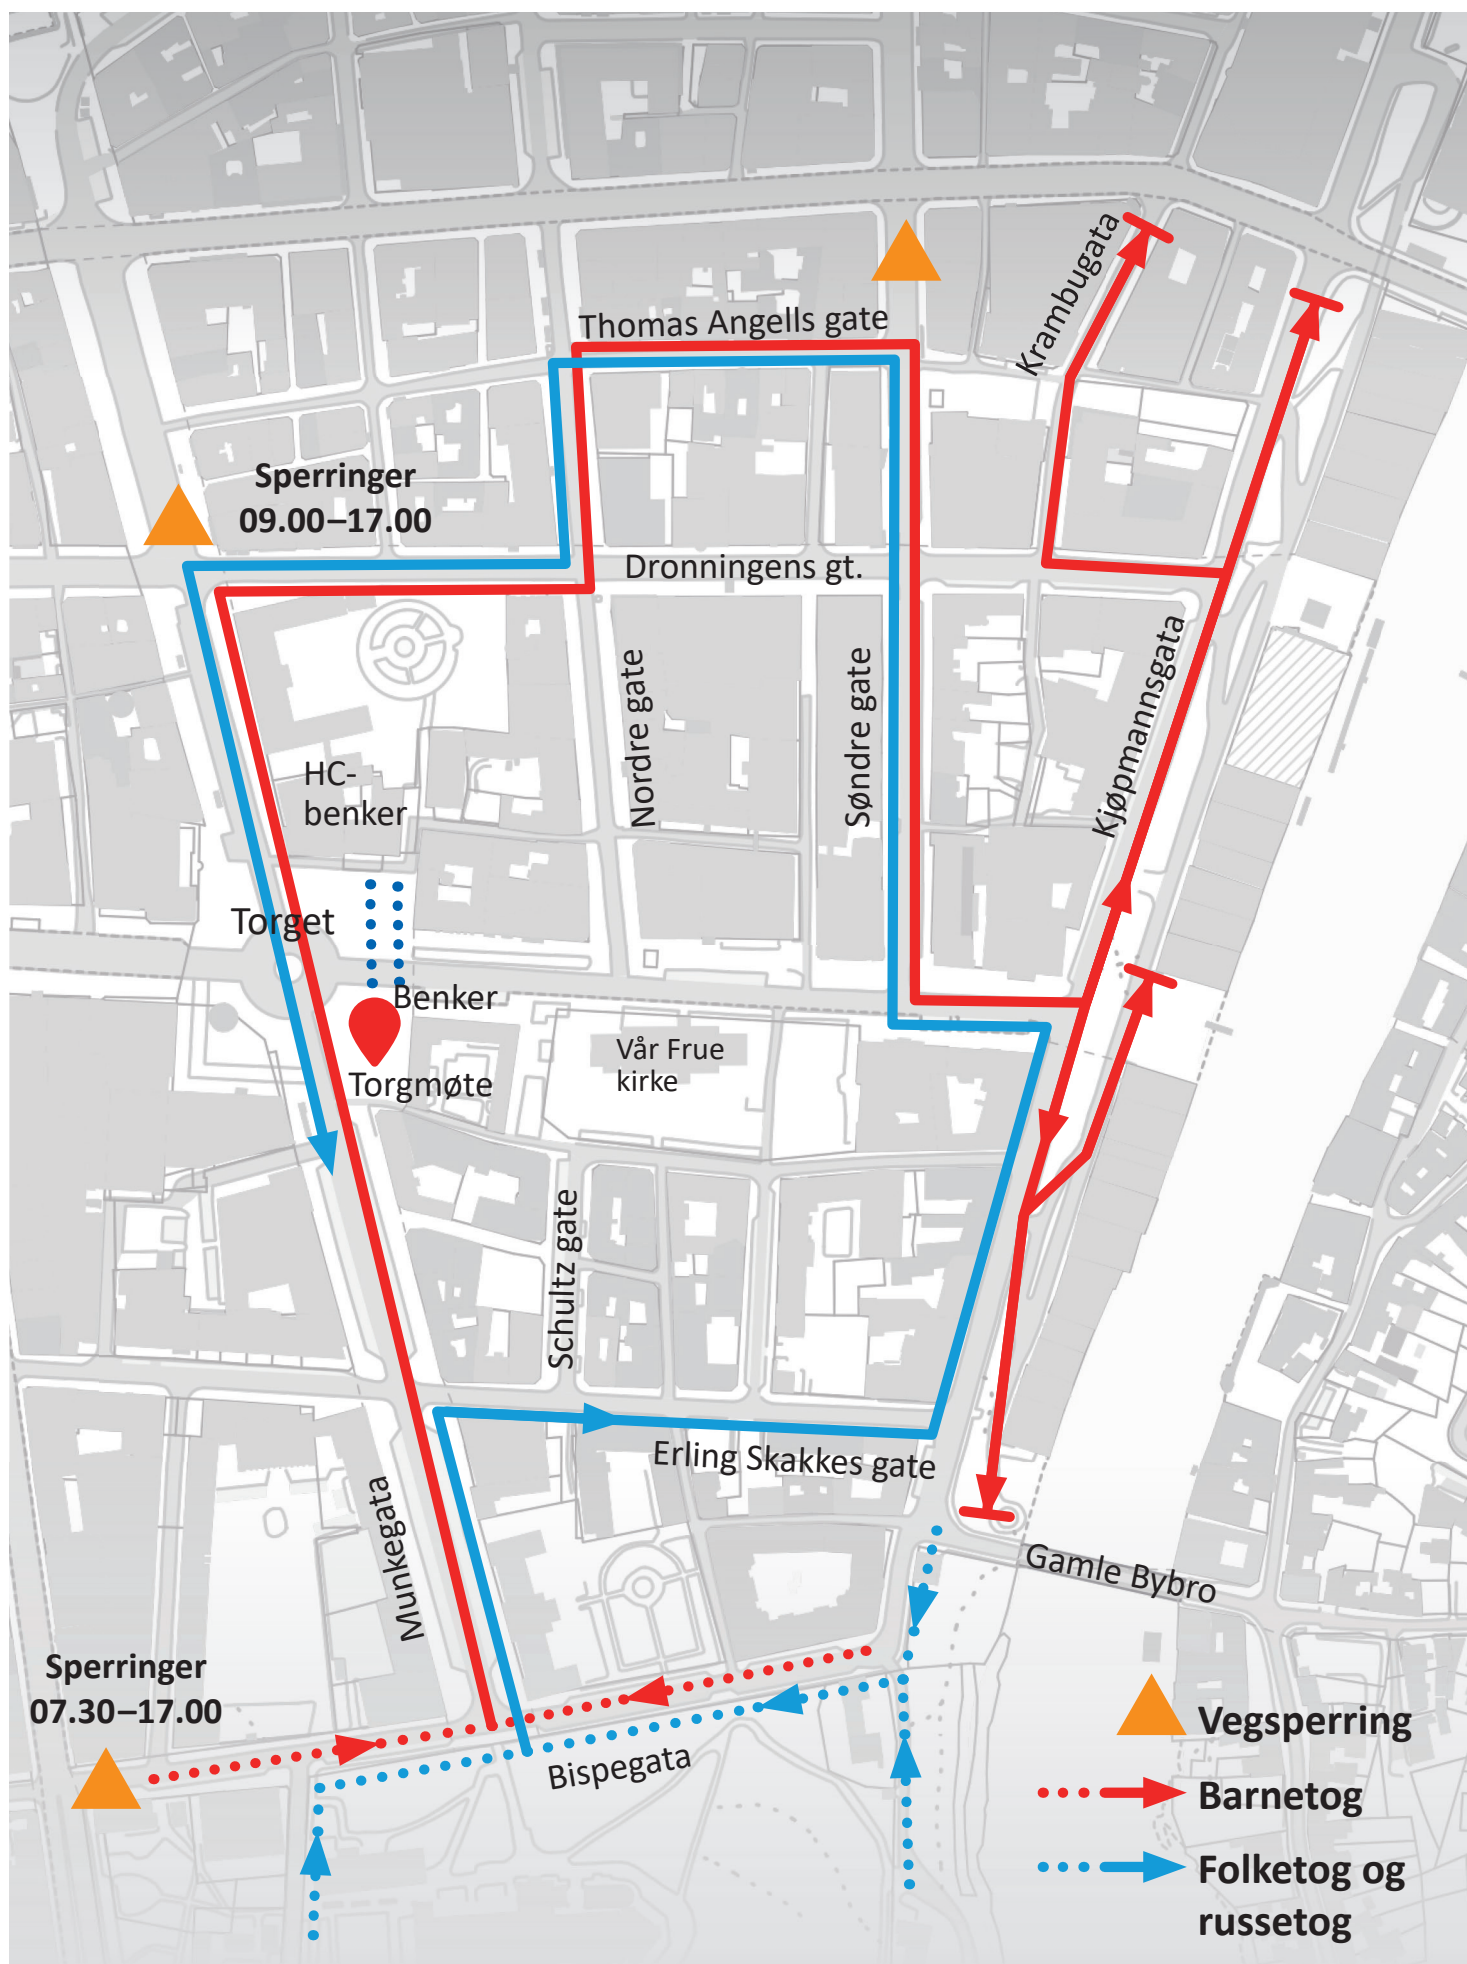 Krambugata
Thomas Angells gate
Sperringer
09.00–17.00
Dronningens gt.
Nordre gate
Søndre gate
Kjøpmannsgata
HC-
benker
Torget
Benker
Vår Frue
kirke
Torgmøte
Schultz gate
Erling Skakkes gate
Munkegata
Gamle Bybro
Sperringer
07.30–17.00
Bispegata
Vegsperring
Barnetog
Folketog og
russetog